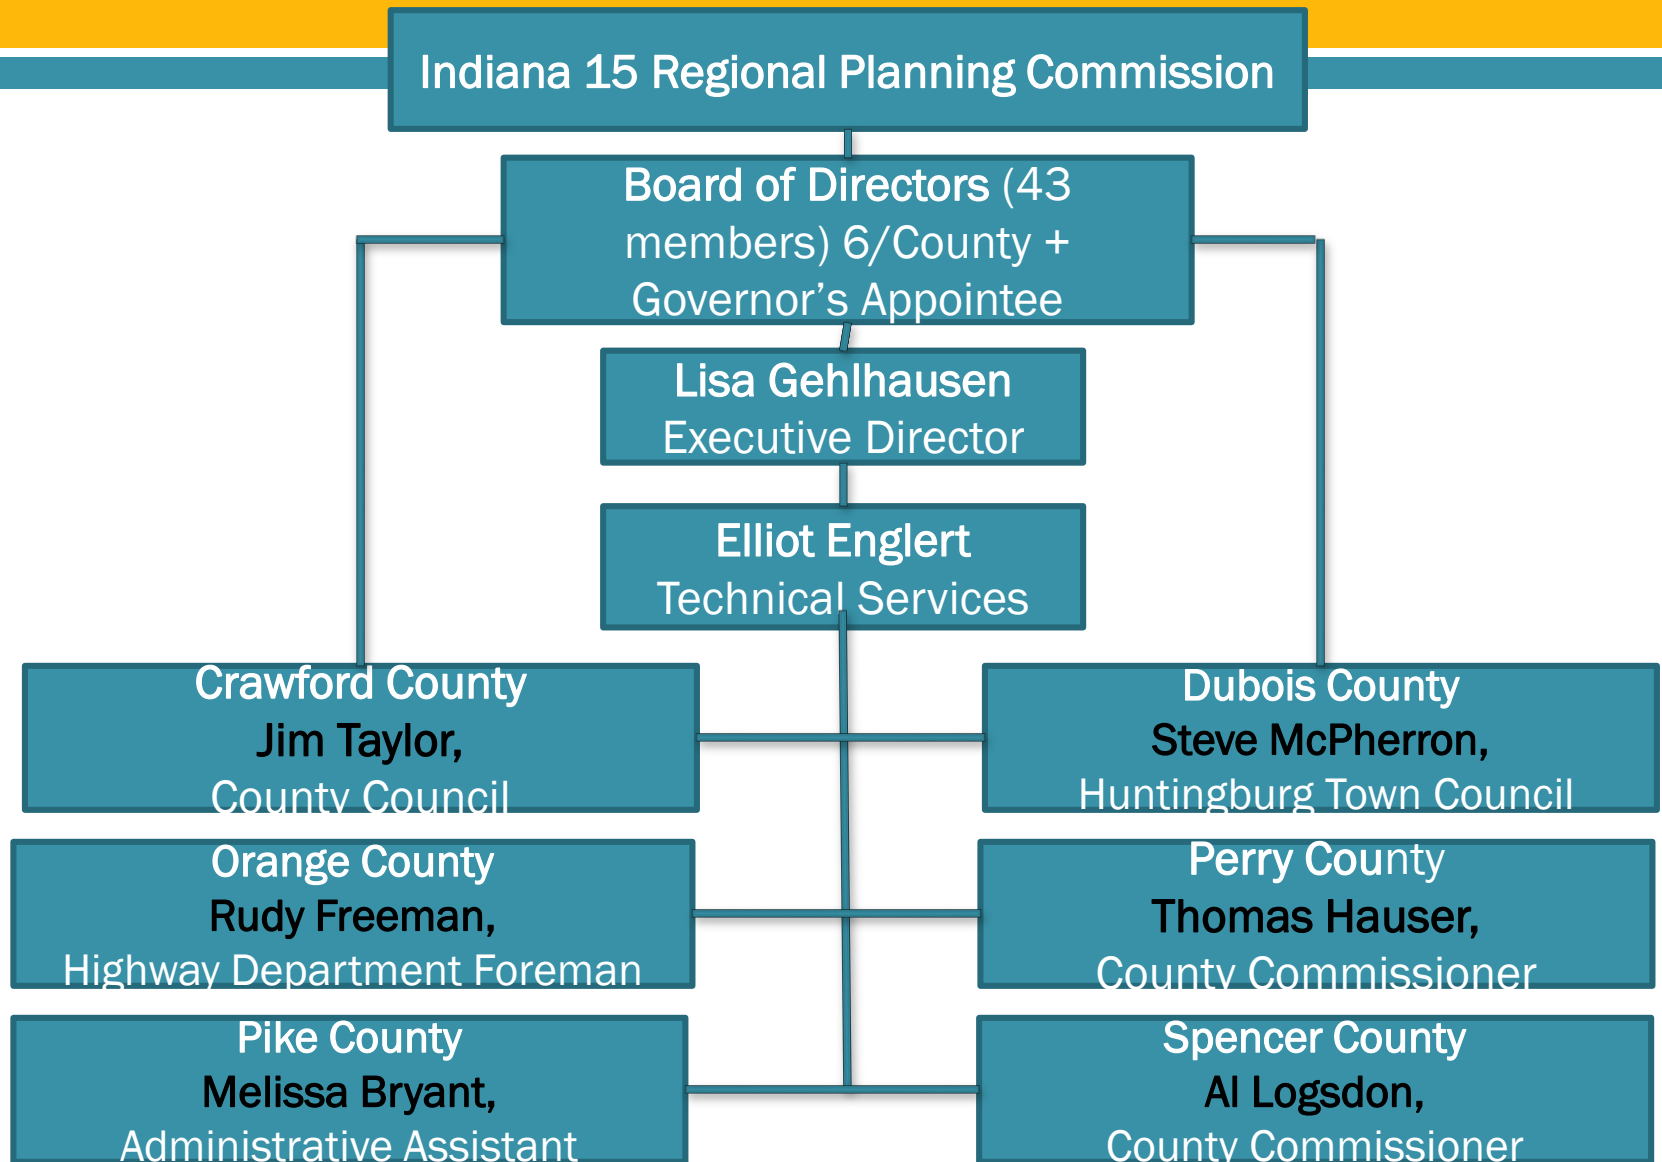 Indiana 15 Regional Planning Commission
Board of Directors (43
members) 6/County +
Governor’s Appointee
Lisa Gehlhausen
Executive Director
Elliot Englert
Technical Services
Crawford County
Jim Taylor,
County Council
Dubois County
Steve McPherron,
Huntingburg Town Council
Orange County
Rudy Freeman,
Highway Department Foreman
Perry County
Thomas Hauser,
County Commissioner
Pike County
Melissa Bryant,
Administrative Assistant
Spencer County
Al Logsdon,
County Commissioner